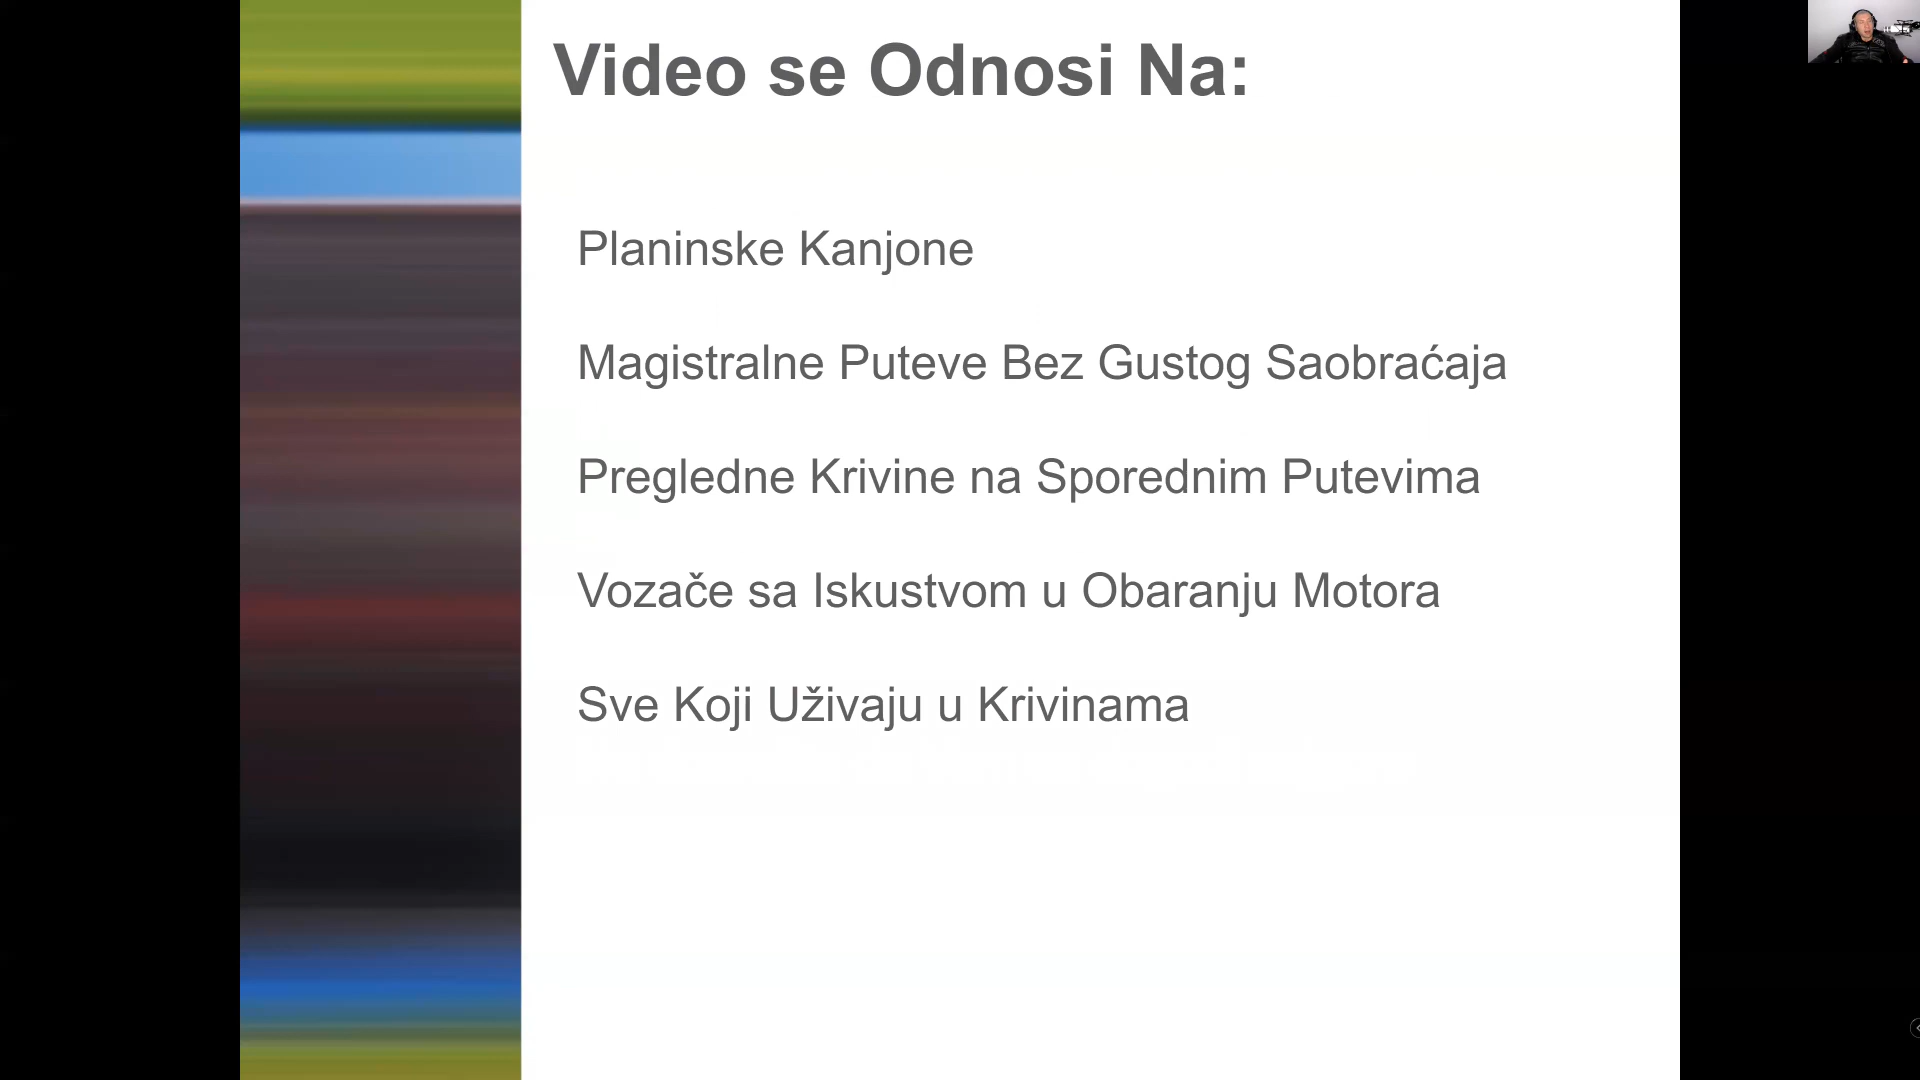 Video se Odnosi Na:
Planinske Kanjone
Magistralne Puteve Bez Gustog Saobraćaja
Pregledne Krivine na Sporednim Putevima
Vozače sa Iskustvom u Obaranju Motora
Sve Koji Uživaju u Krivinama